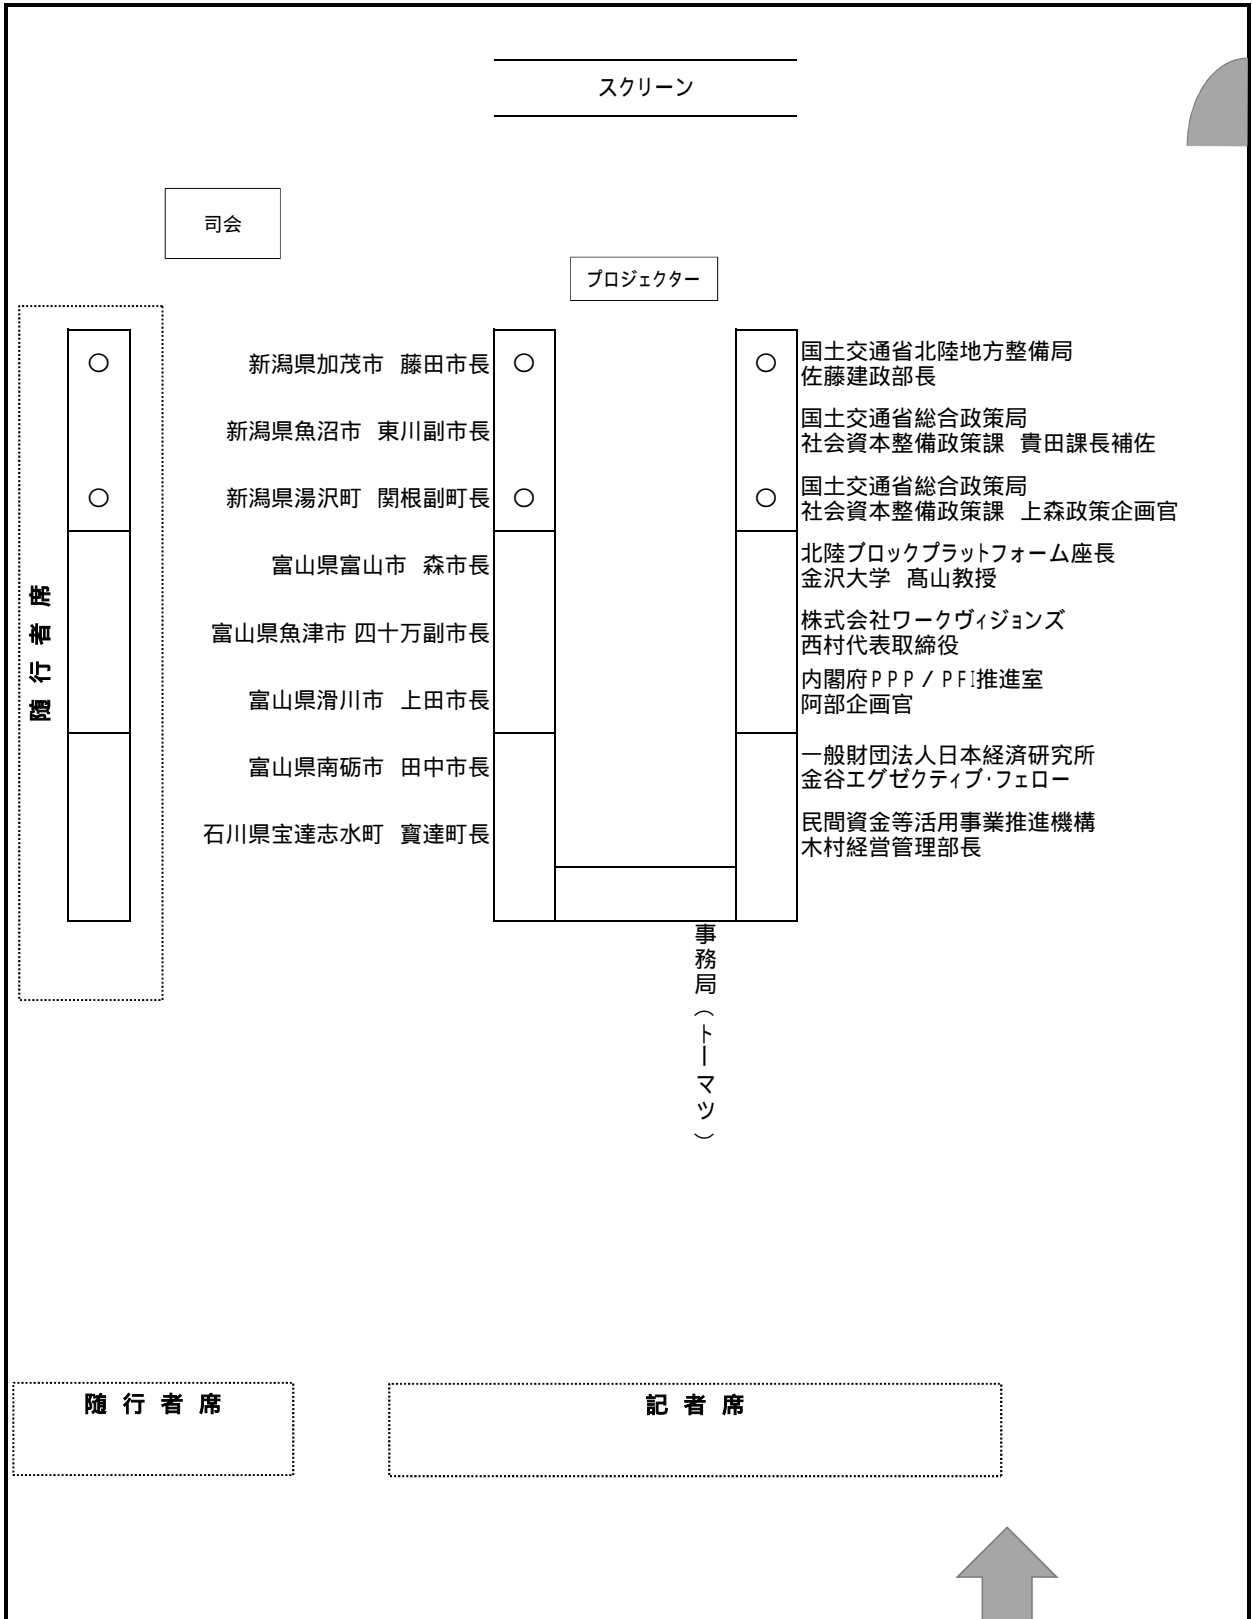 スクリーン
司会
プロジェクター
随行者席
○
○
新潟県加茂市 藤田市長
新潟県魚沼市 東川副市長
新潟県湯沢町 関根副町長
富山県富山市 森市長
富山県魚津市 四十万副市長
富山県滑川市 上田市長
富山県南砺市 田中市長
石川県宝達志水町 寳達町長
○
○
○
○
国土交通省北陸地方整備局
佐藤建政部長
国土交通省総合政策局
社会資本整備政策課 貴田課長補佐
国土交通省総合政策局
社会資本整備政策課 上森政策企画官
北陸ブロックプラットフォーム座長
金沢大学 髙山教授
株式会社ワークヴィジョンズ
西村代表取締役
内閣府PPP/PFI推進室
阿部企画官
一般財団法人日本経済研究所
金谷エグゼクティブ・フェロー
民間資金等活用事業推進機構
木村経営管理部長
事務局(トーマツ)
随行者席
記者席